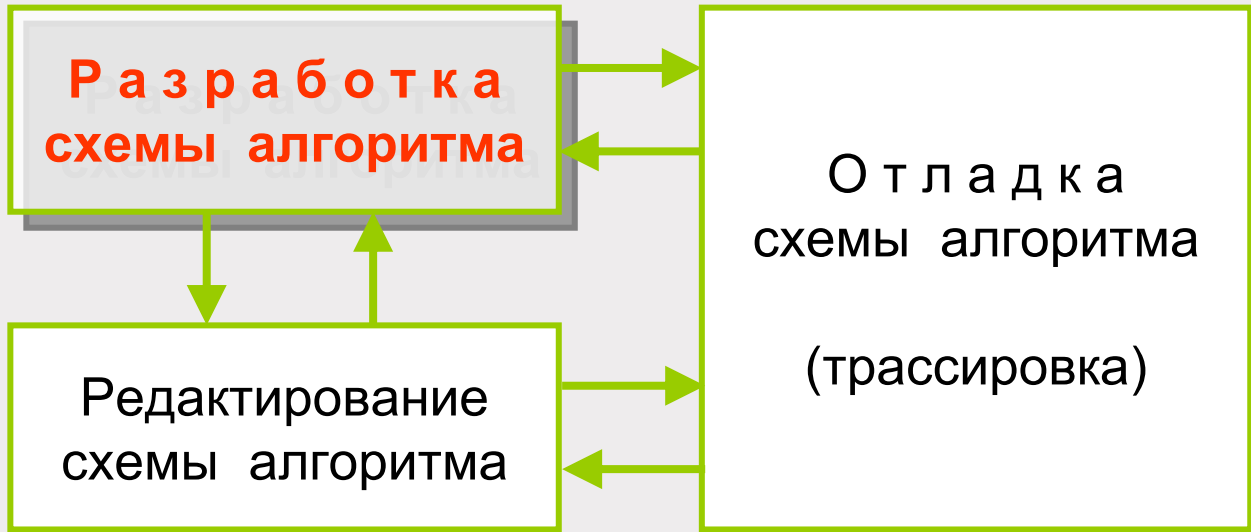 Р а з р а б о т к а
схемы алгоритма
О т л а д к а
схемы алгоритма
(трассировка)
Редактирование
схемы алгоритма